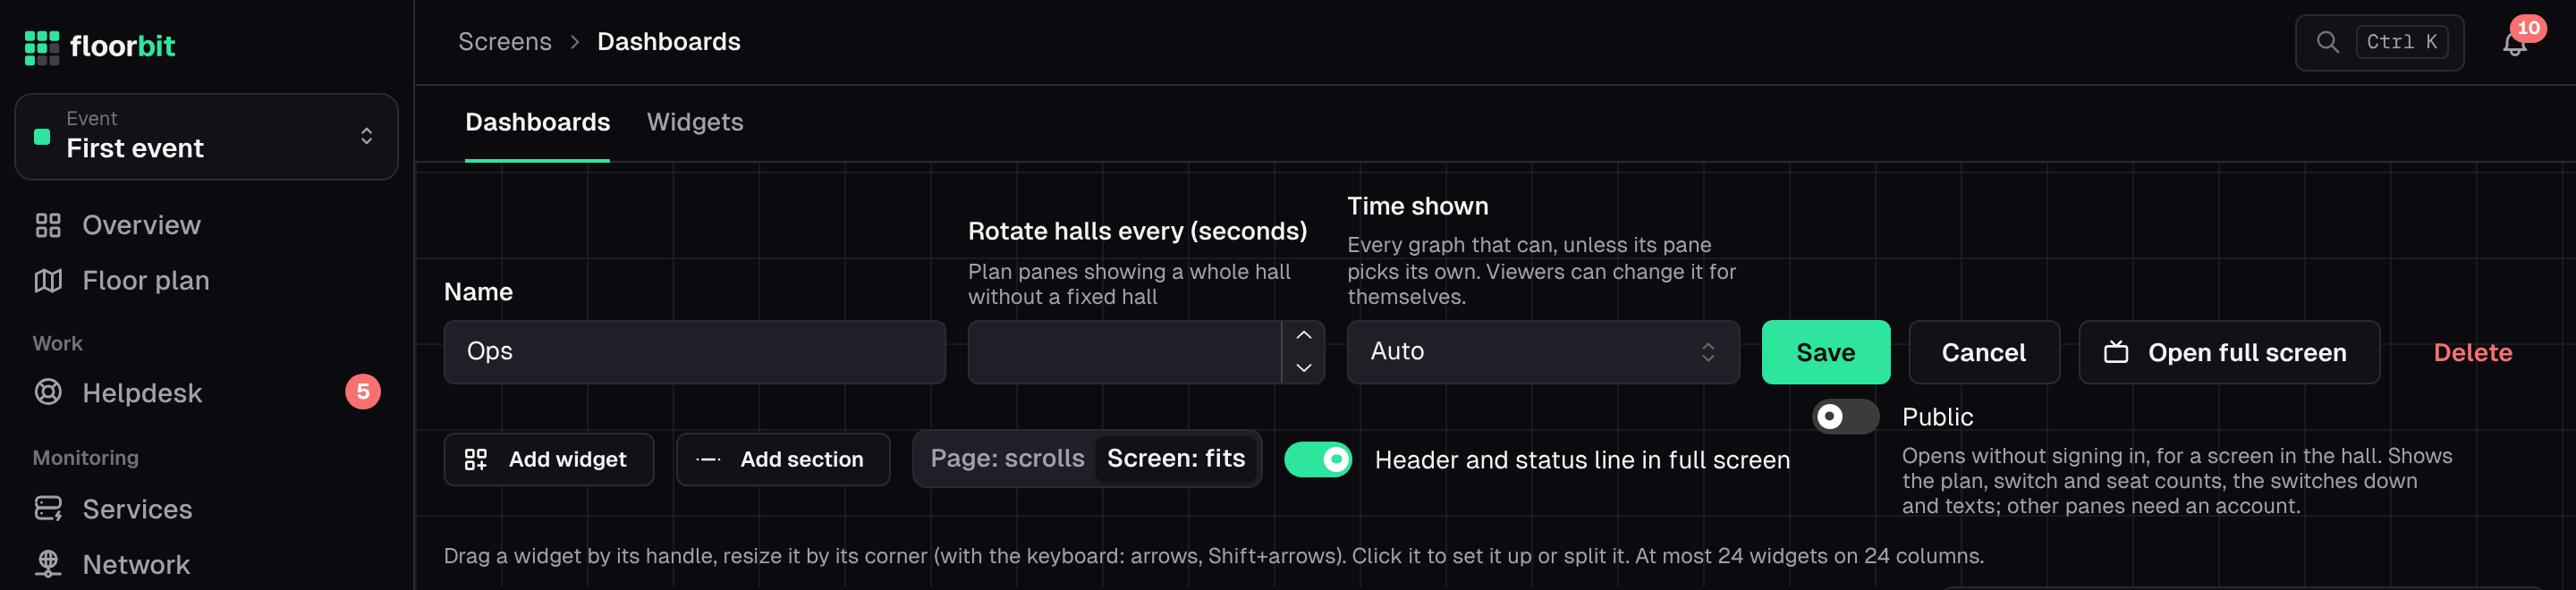 floorbit
Event
First event
Overview
Floor plan
Work
Helpdesk 5
Monitoring
Services
Network
Screens > Dashboards
Ctrl K
10
Dashboards Widgets
Name
Ops
Rotate halls every (seconds)
Plan panes showing a whole hall
without a fixed hall
Time shown
Every graph that can, unless its pane
picks its own. Viewers can change it for
themselves.
Auto
Save Cancel Open full screen Delete
Add widget Add section Page: scrolls Screen: fits Header and status line in full screen
Public
Opens without signing in, for a screen in the hall. Shows
the plan, switch and seat counts, the switches down
and texts; other panes need an account.
Drag a widget by its handle, resize it by its corner (with the keyboard: arrows, Shift+arrows). Click it to set it up or split it. At most 24 widgets on 24 columns.